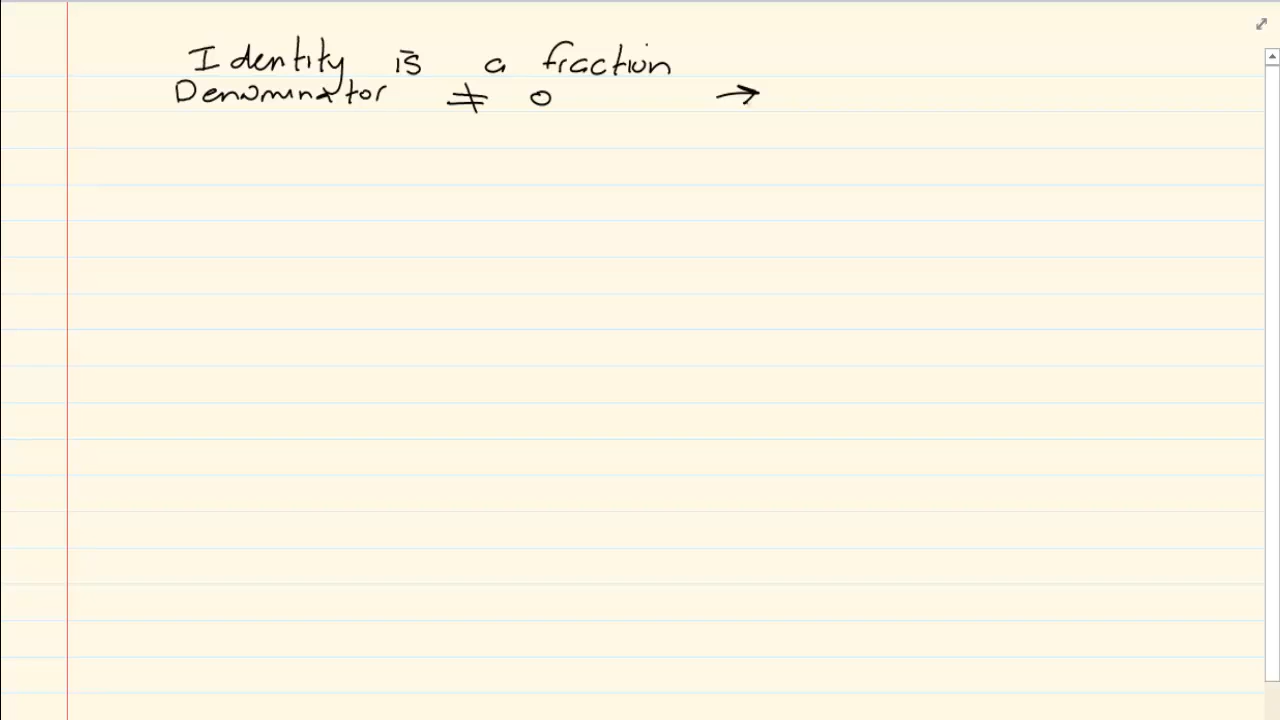 Identity is a fraction
Denominator ≠ 0 →